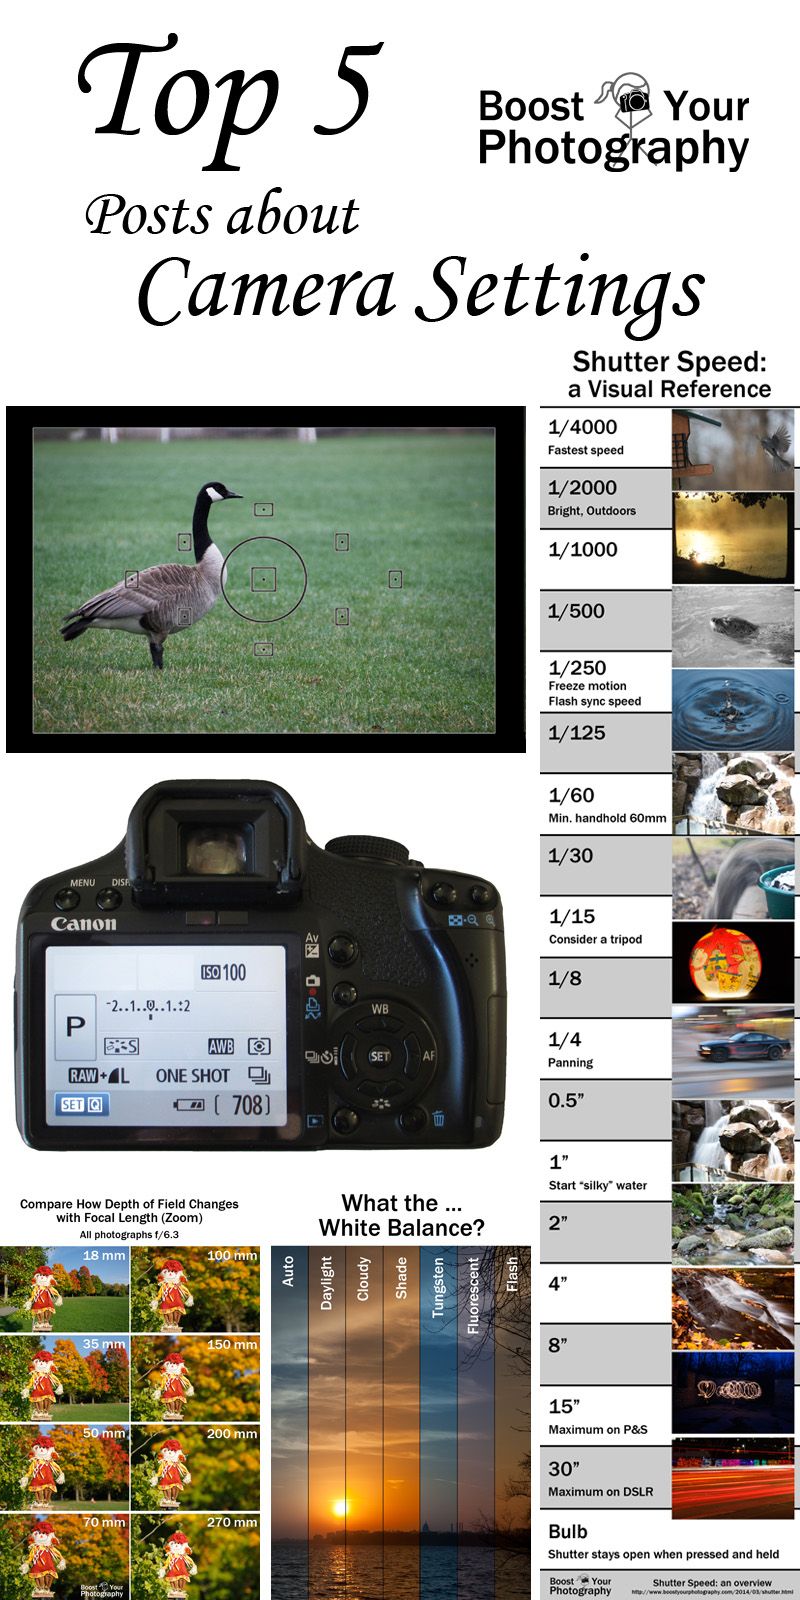 Top 5
Boost Your
Photography
Posts about
Camera Settings
Shutter Speed:
a Visual Reference
1/4000
Fastest speed
1/2000
Bright, Outdoors
1/1000
1/500
1/250
Freeze motion
Flash sync speed
1/125
1/60
Min. handhold 60mm
1/30
1/15
Consider a tripod
1/8
1/4
Panning
0.5”
1”
Start “silky” water
2”
4”
8”
15”
Maximum on P&S
30”
Maximum on DSLR
Bulb
Shutter stays open when pressed and held
Boost Your
Photography
Shutter Speed: an overview
http://www.boostyourphotography.com/2014/03/shutter.html
MENU DISP.
Canon
Av
ISO 100
-2..1..0..1..+2
P
S
AWB
RAW+L ONE SHOT
SET Q
[ 708]
WB
SET
AF
Compare How Depth of Field Changes
with Focal Length (Zoom)
All photographs f/6.3
18 mm
100 mm
35 mm
150 mm
50 mm
200 mm
70 mm
270 mm
Boost Your
Photography
What the ...
White Balance?
Auto
Daylight
Cloudy
Shade
Tungsten
Fluorescent
Flash